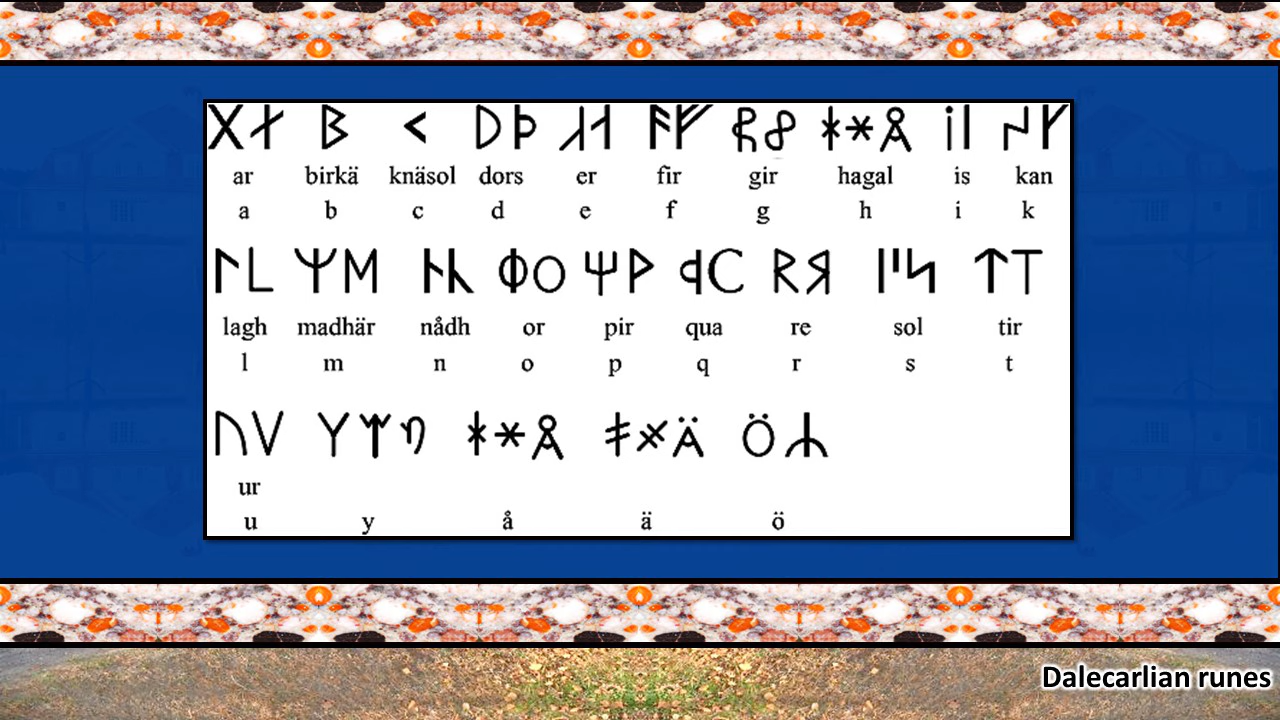 ᛒ < D ᚦ ᚠ ᚼ * Å i ᛁ ᚴ
ar birkä knäsol dors er fir gir hagal is kan
a b c d e f g h i k
ᛚ L ᛘ ᚿ Φ O ᚹ C ᚱ Я ᛁ ᛋ ᛏ T
lagh madhär nådh or pir qua re sol tir
l m n o p q r s t
ᚢ V Y ᚼ * Å Ä Ö ᛦ
ur
u y å ä ö
Dalecarlian runes